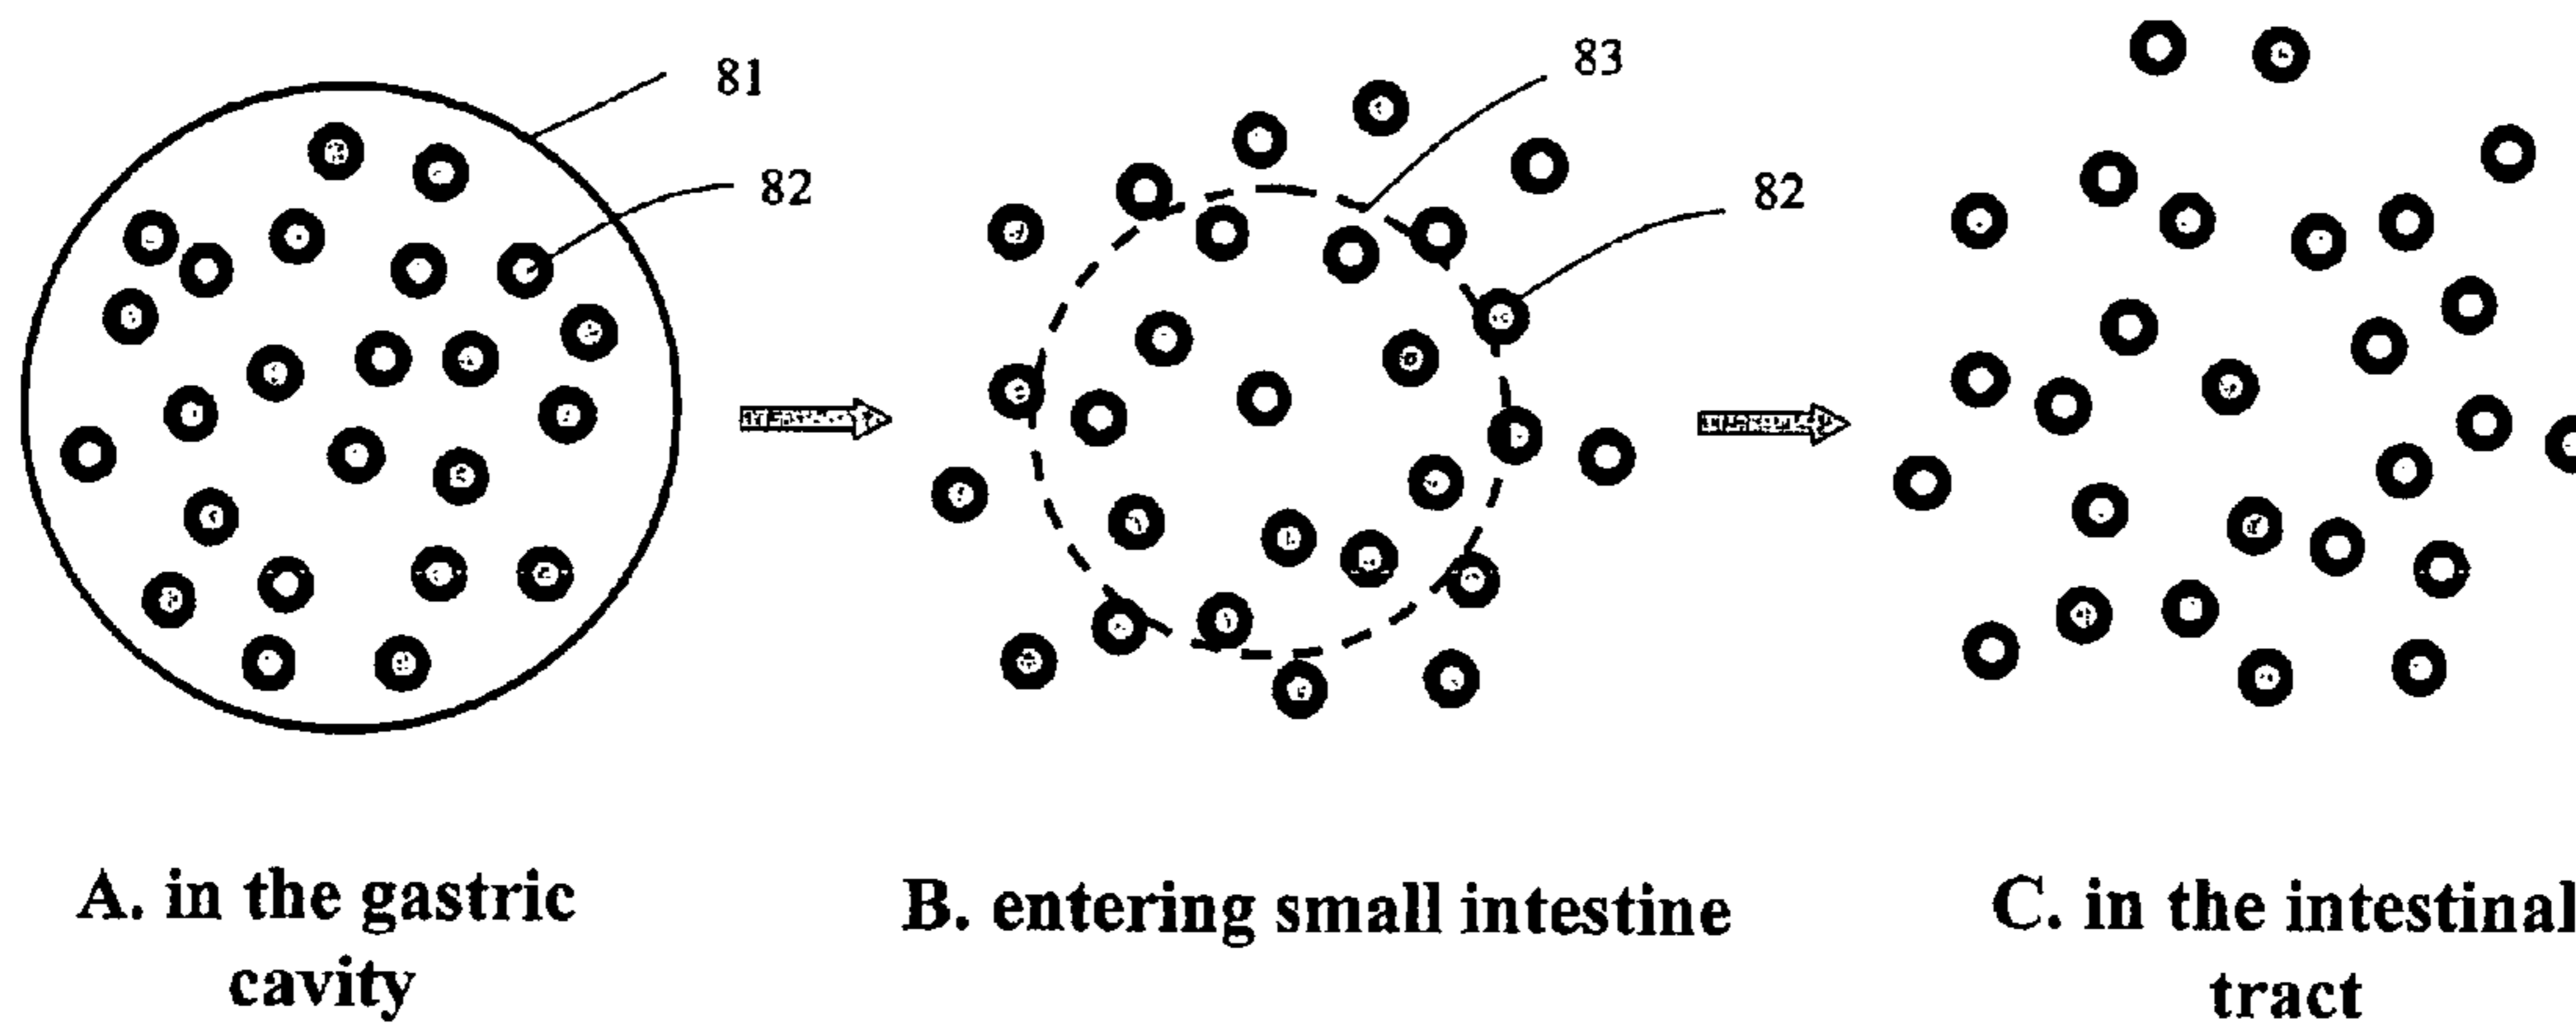 81
82
83
82
A. in the gastric
cavity
B. entering small intestine
C. in the intestinal
tract